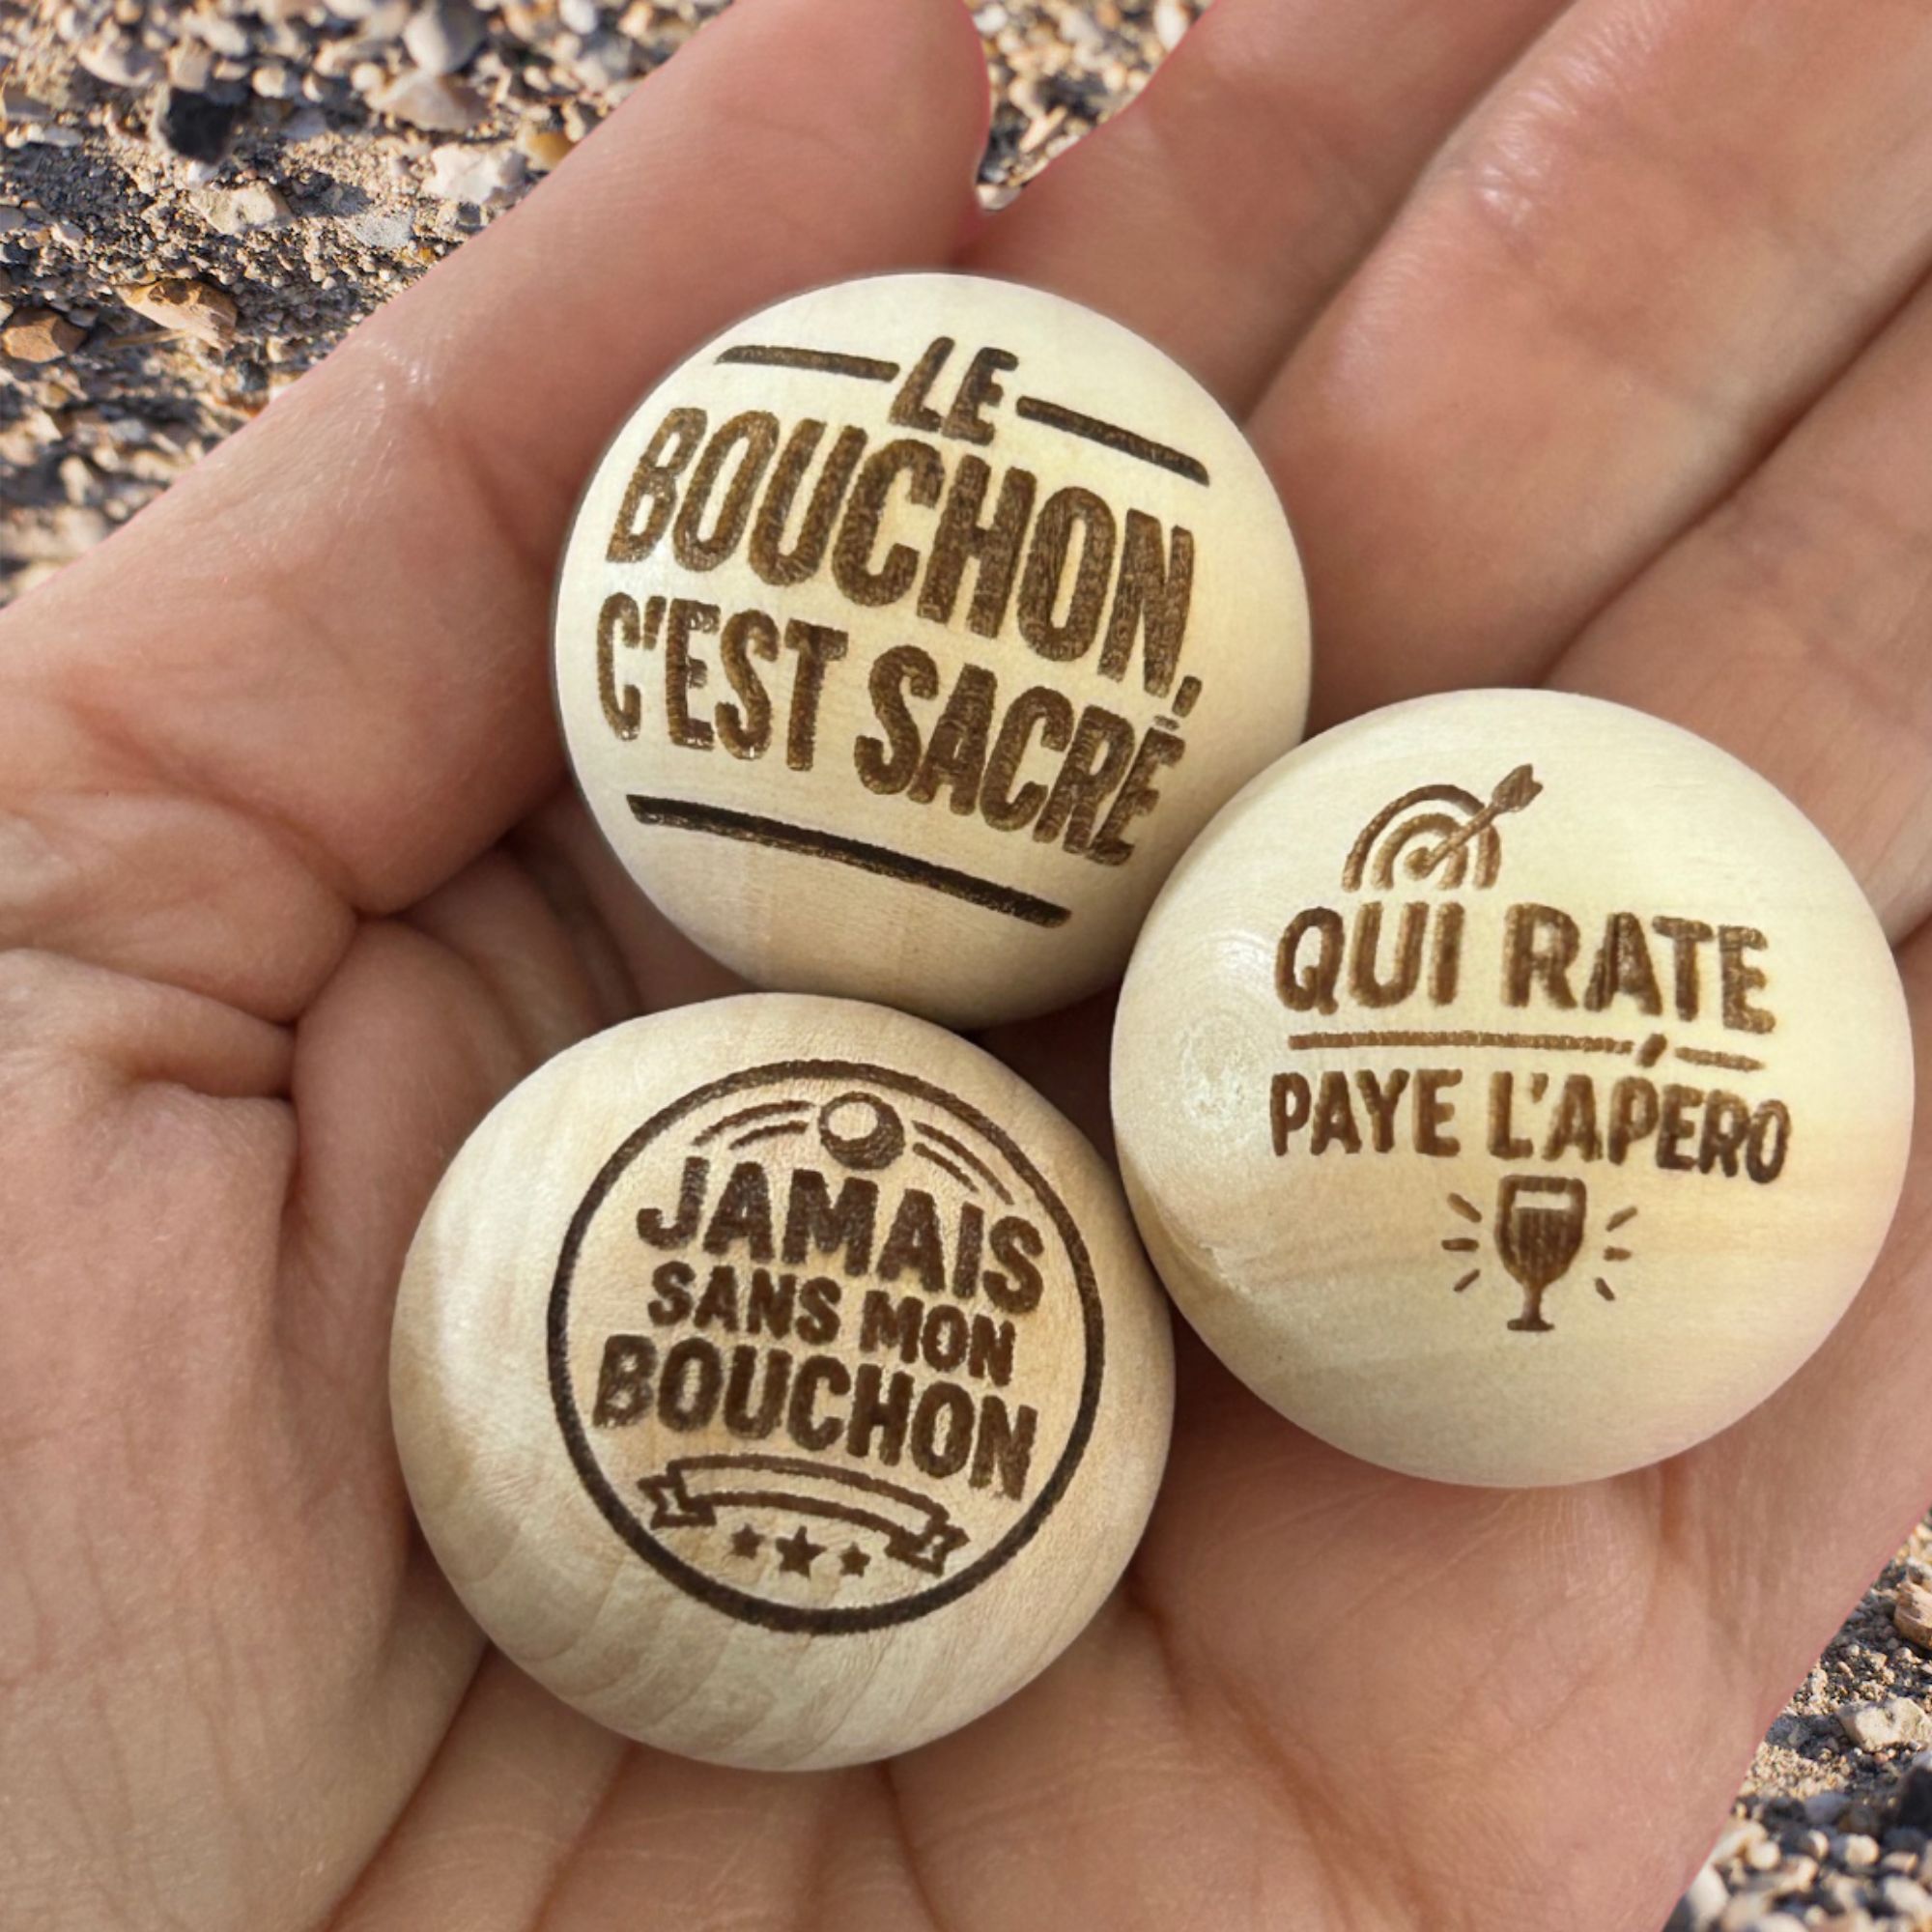 LE
BOUCHON,
C'EST SACRÉ
QUI RATE
PAYE L'APÉRO
JAMAIS
SANS MON
BOUCHON